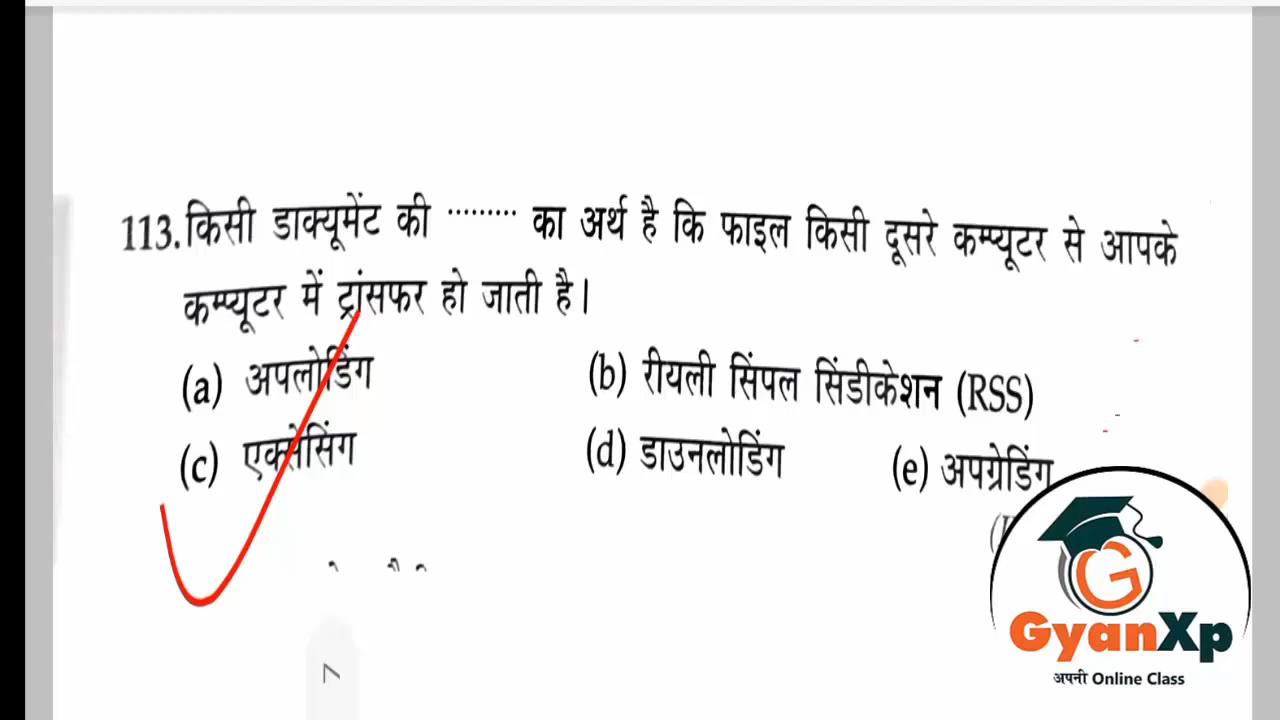 113. किसी डाक्यूमेंट की ......... का अर्थ है कि फाइल किसी दूसरे कम्प्यूटर से आपके
कम्प्यूटर में ट्रांसफर हो जाती है।
(a) अपलोडिंग (b) रीयली सिंपल सिंडीकेशन (RSS)
(c) एक्सेसिंग (d) डाउनलोडिंग (e) अपग्रेडिंग
G
GyanXp
अपनी Online Class